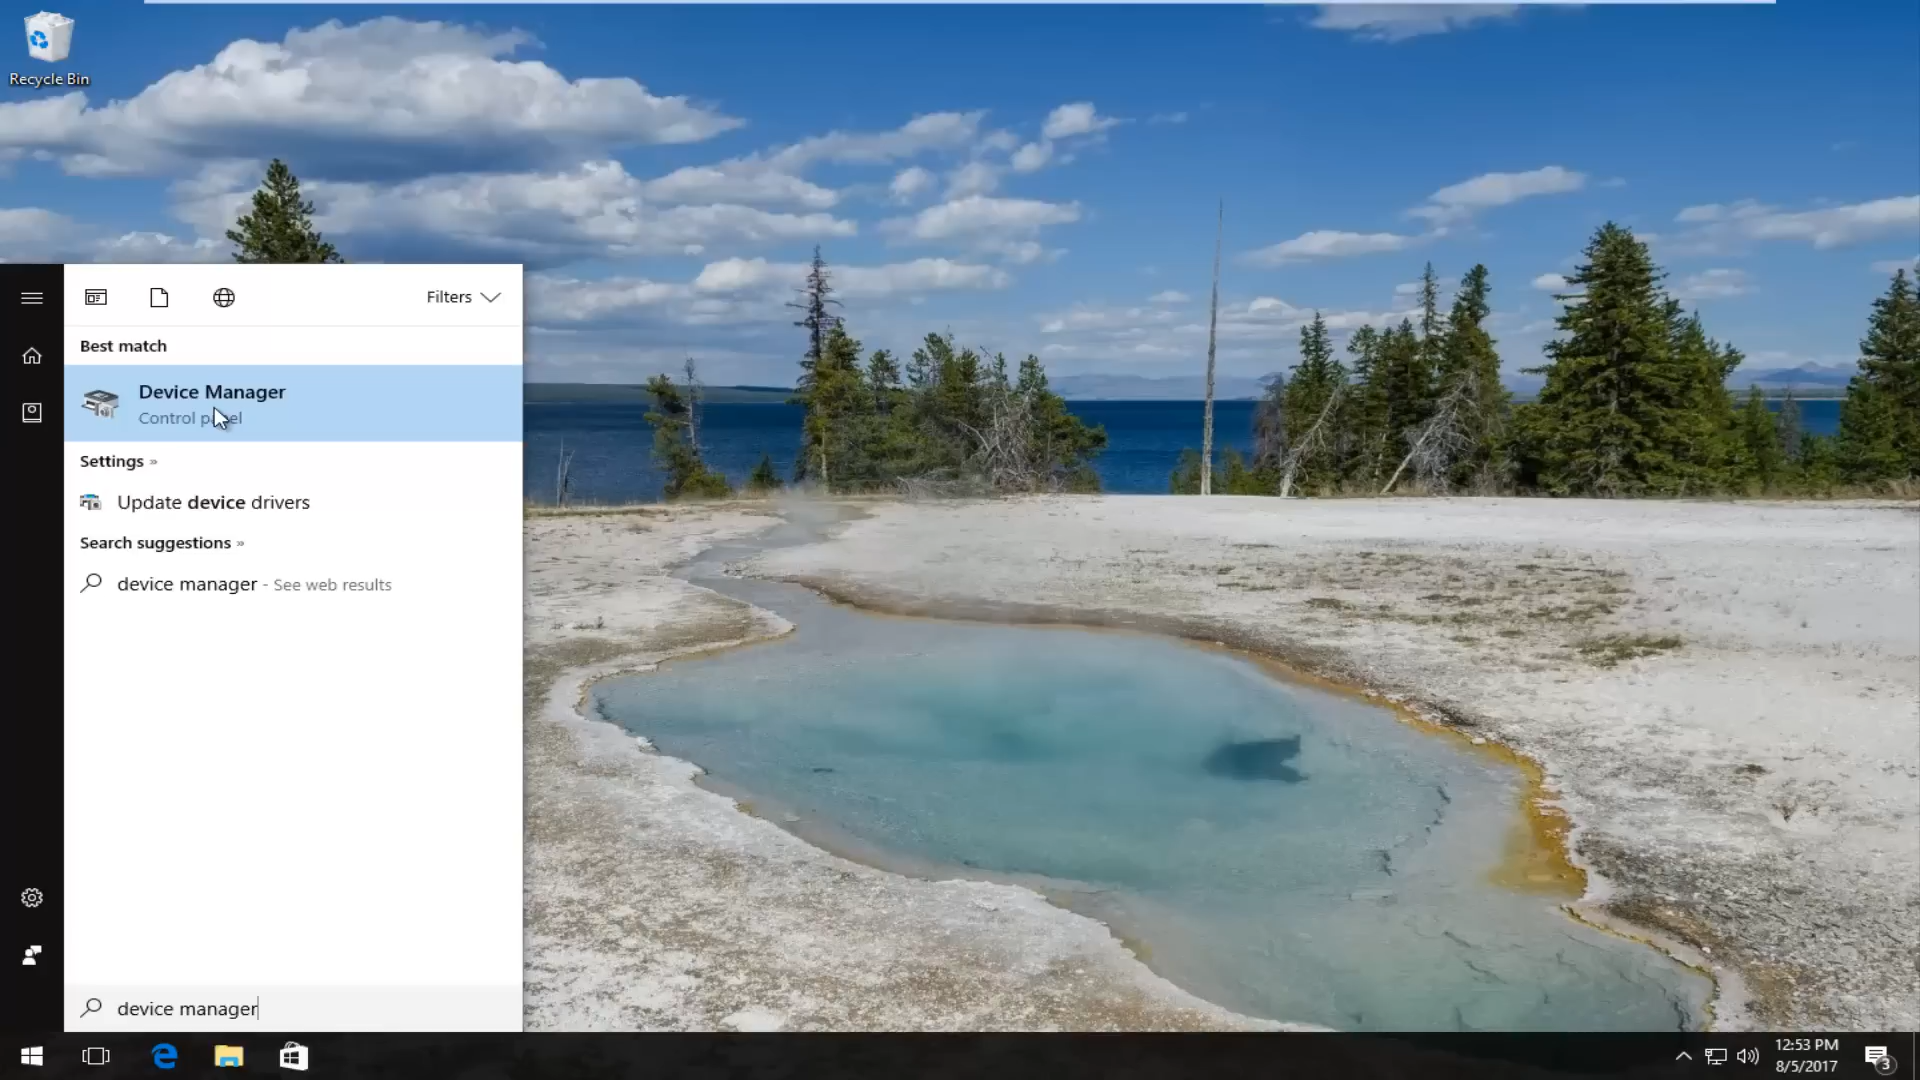 Recycle Bin
Filters
Best match
Device Manager
Control panel
Settings »
Update device drivers
Search suggestions »
device manager - See web results
device manager
12:53 PM
8/5/2017
3